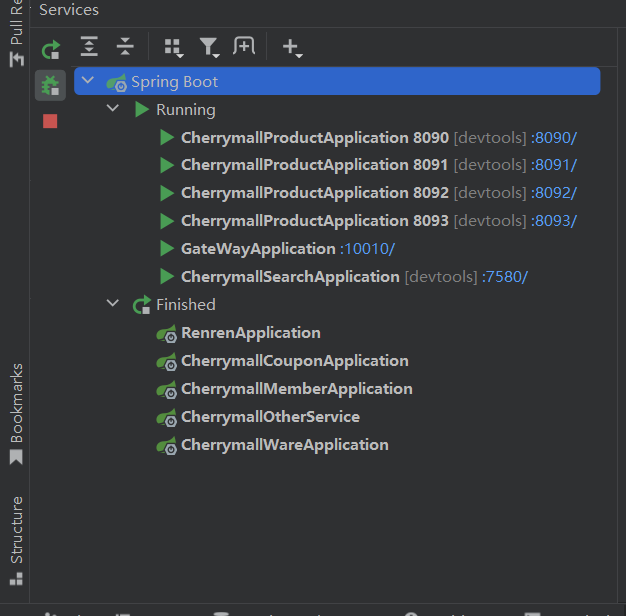 Services
Pull Re
Spring Boot
Running
CherrymallProductApplication 8090 [devtools] :8090/
CherrymallProductApplication 8091 [devtools] :8091/
CherrymallProductApplication 8092 [devtools] :8092/
CherrymallProductApplication 8093 [devtools] :8093/
GateWayApplication :10010/
CherrymallSearchApplication [devtools] :7580/
Finished
RenrenApplication
CherrymallCouponApplication
CherrymallMemberApplication
CherrymallOtherService
CherrymallWareApplication
Bookmarks
Structure